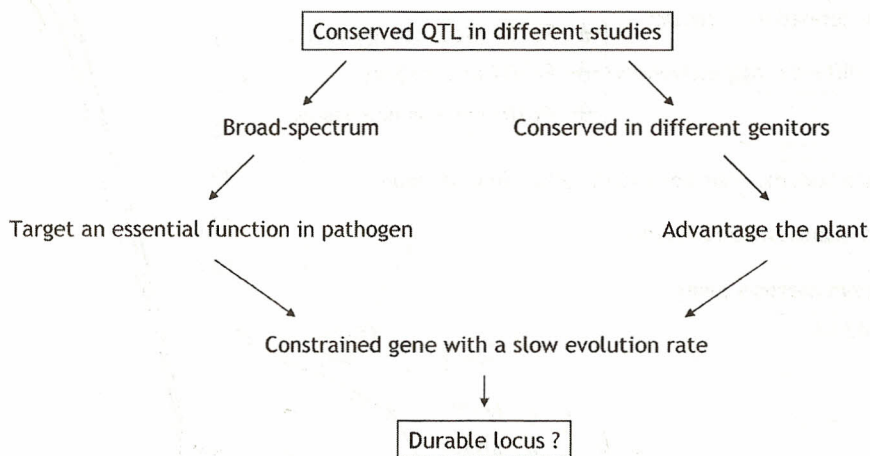 Conserved QTL in different studies
Broad-spectrum
Conserved in different genitors
Target an essential function in pathogen
Advantage the plant
Constrained gene with a slow evolution rate
Durable locus ?